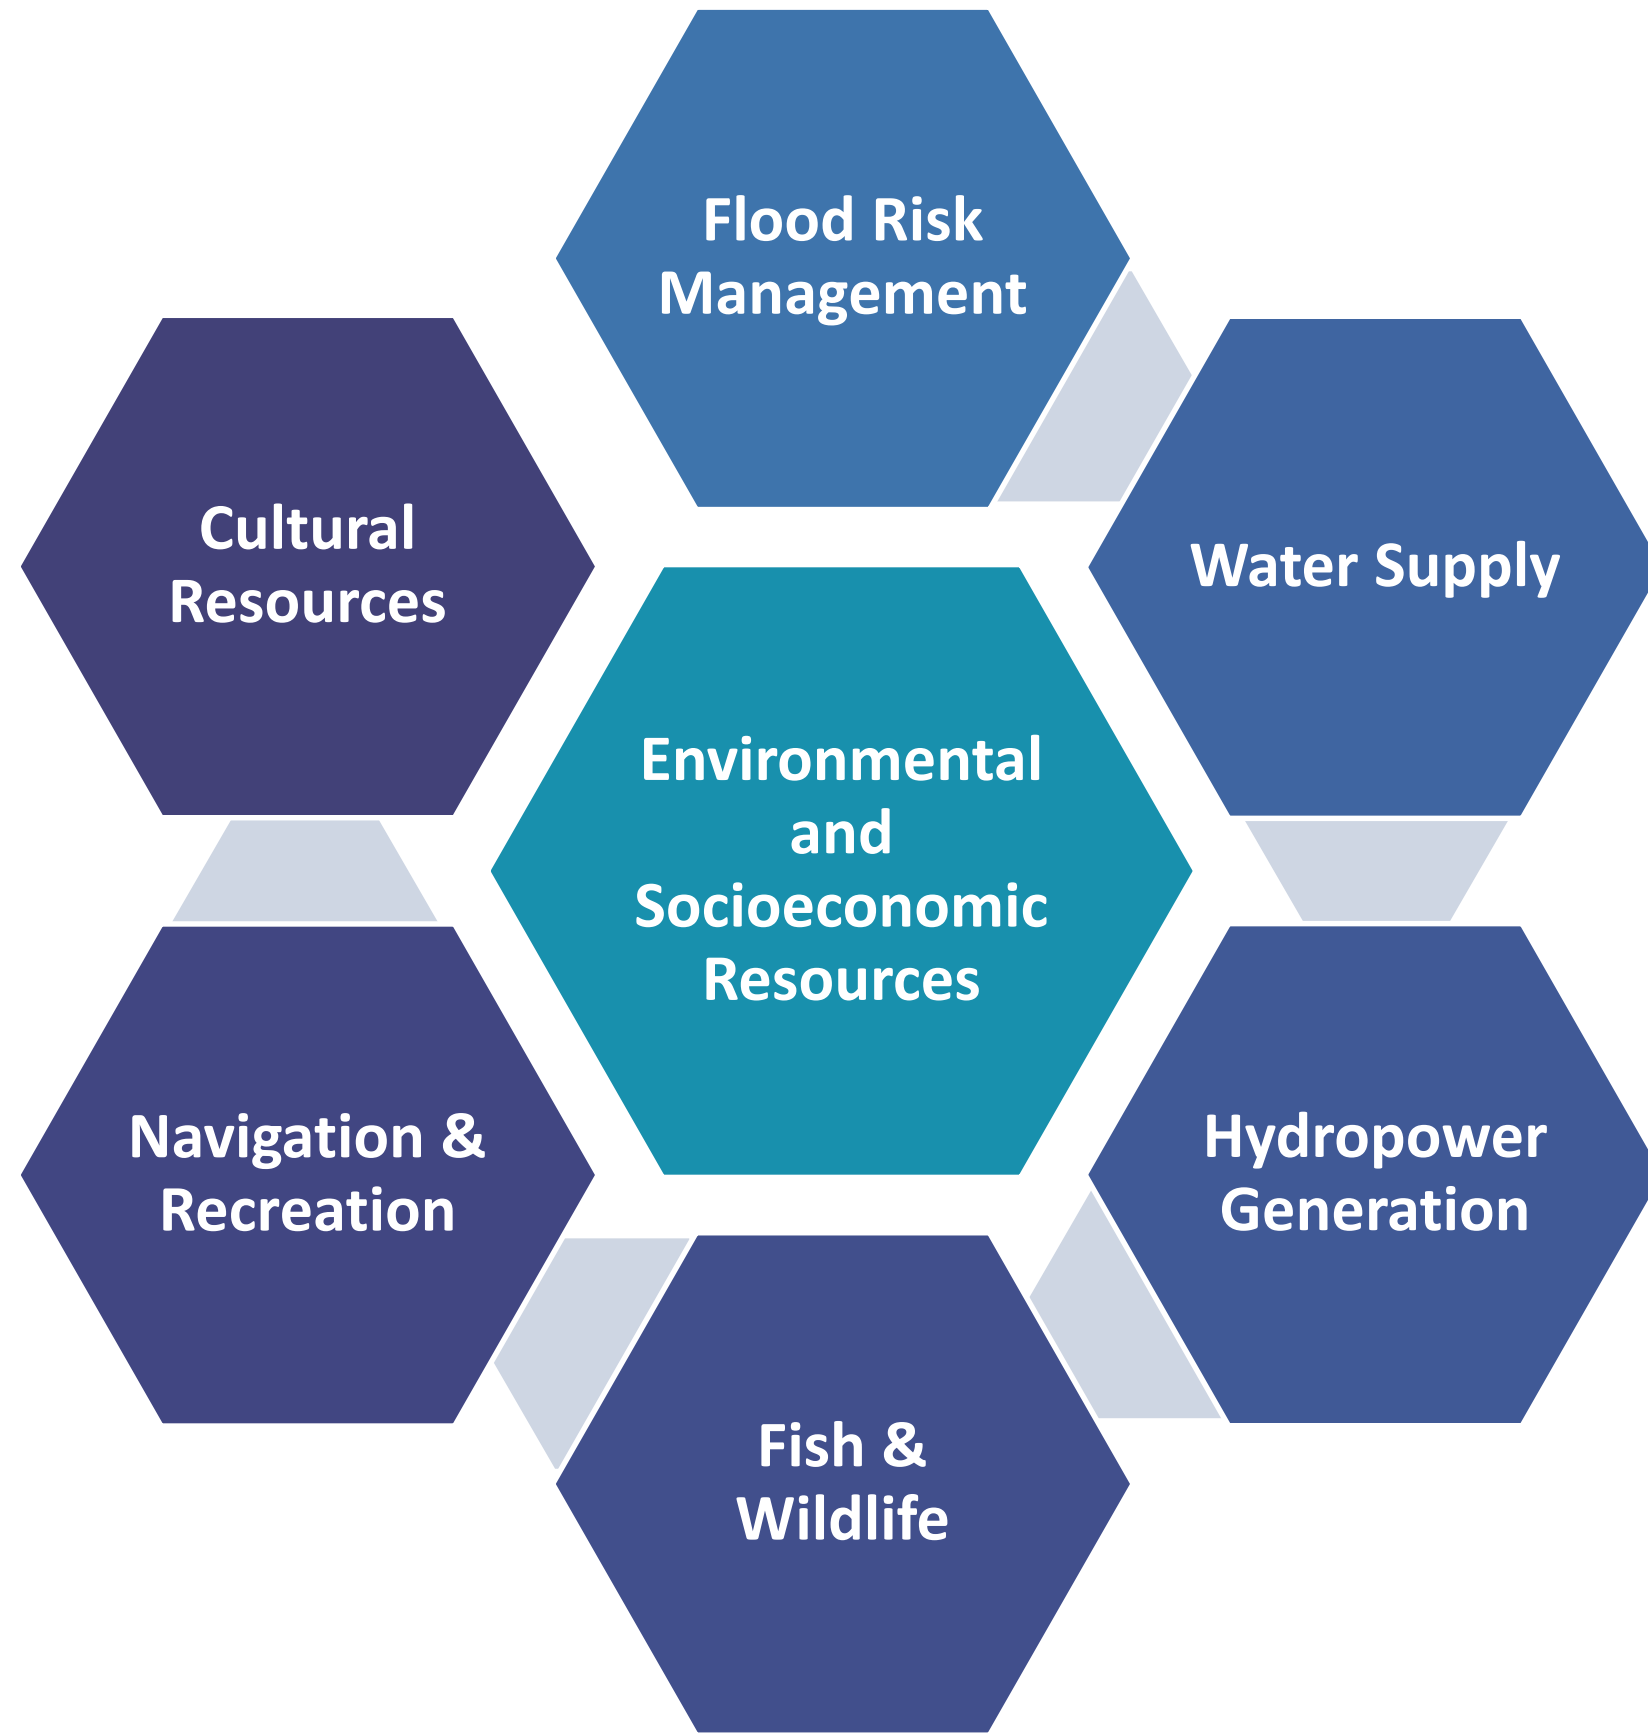 Flood Risk
Management
Water Supply
Hydropower
Generation
Fish &
Wildlife
Navigation &
Recreation
Cultural
Resources
Environmental
and
Socioeconomic
Resources